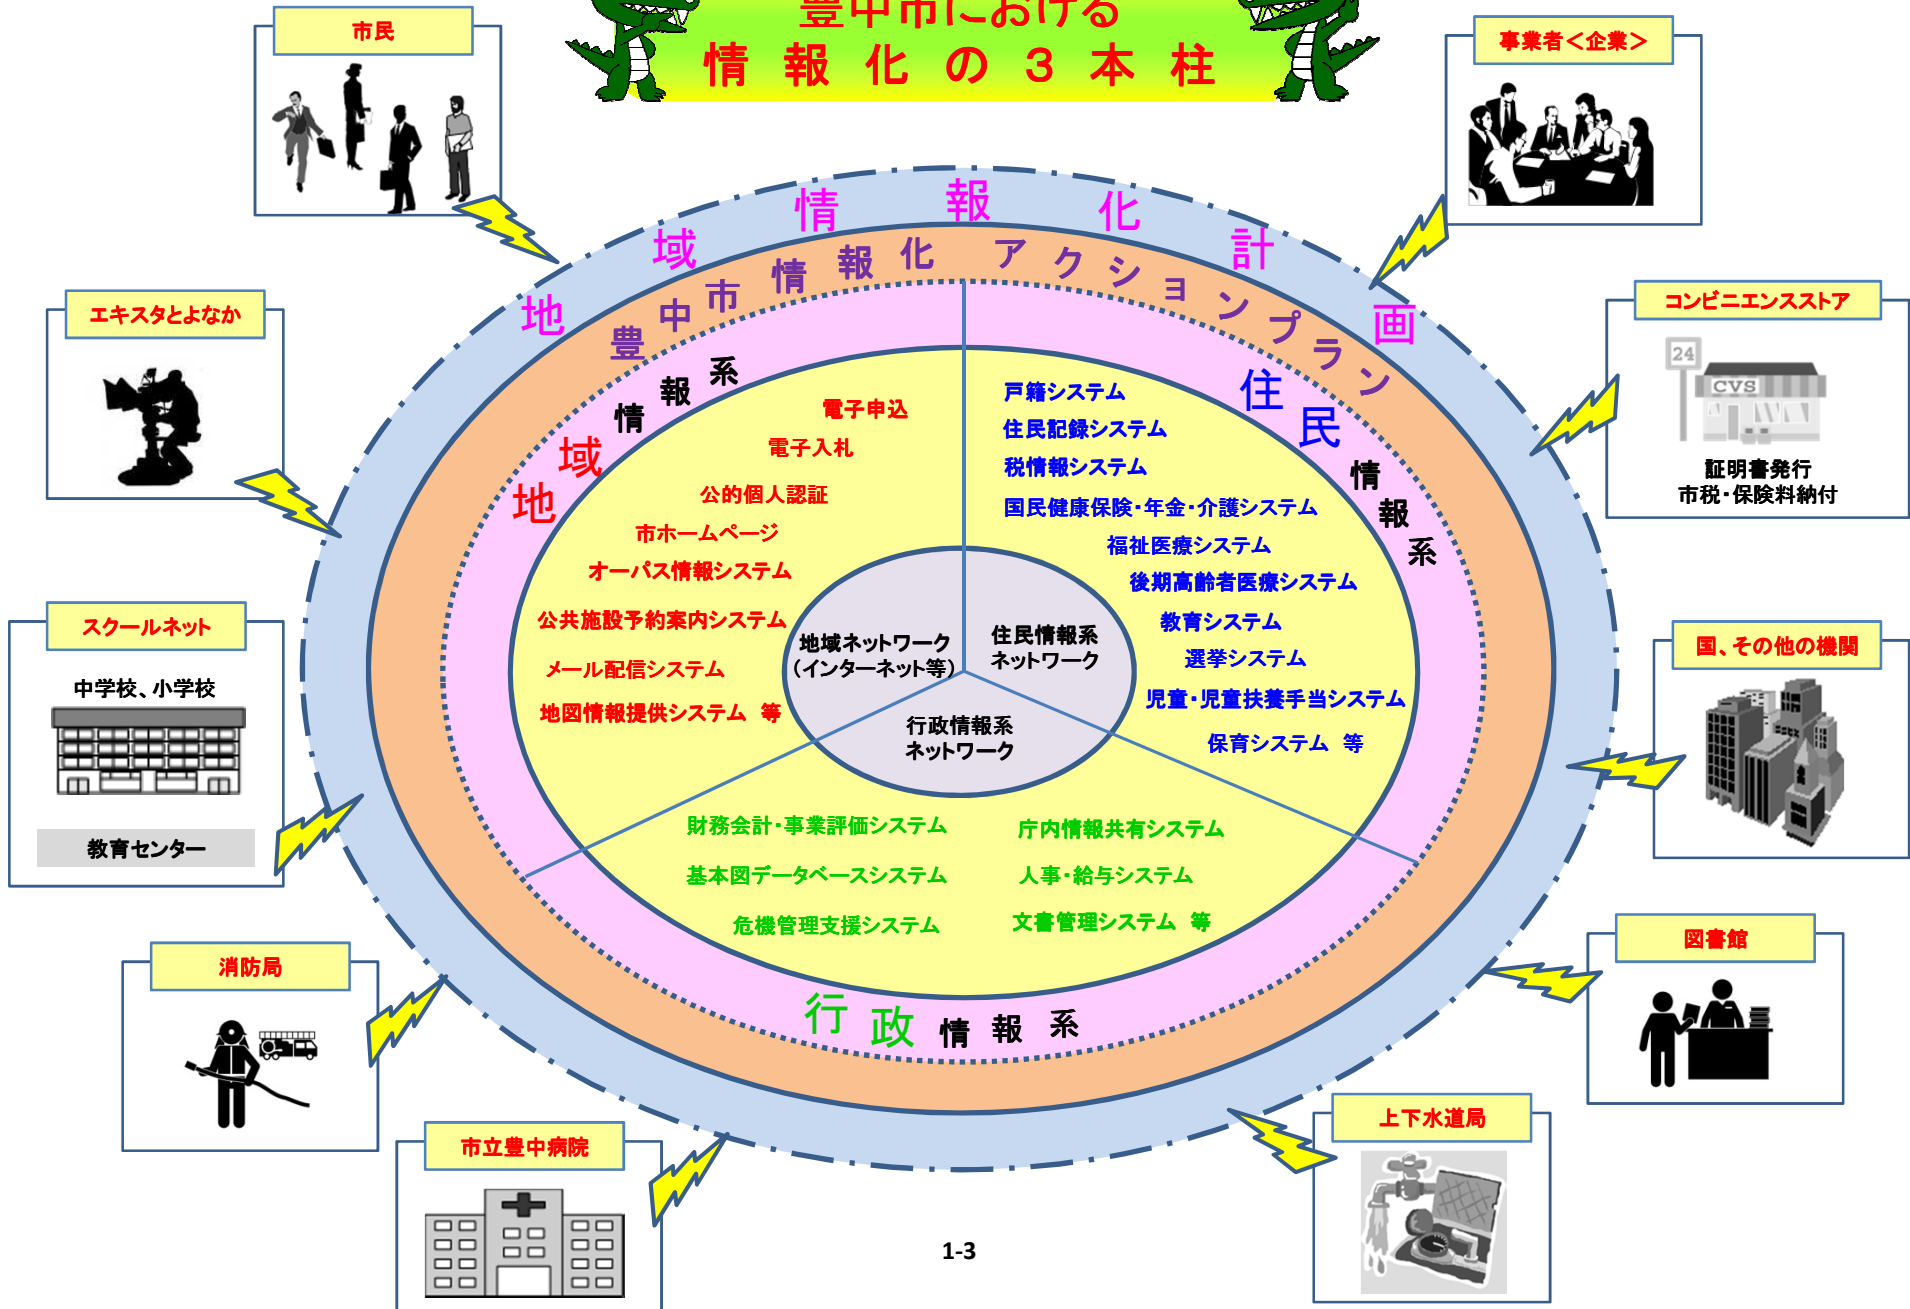 豊中市における
情報化の3本柱
市民
事業者<企業>
エキスタとよなか
コンビニエンスストア
24
CVS
証明書発行
市税・保険料納付
スクールネット
中学校、小学校
教育センター
国、その他の機関
消防局
図書館
市立豊中病院
上下水道局
地域情報化計画
豊中市情報化アクションプラン
地域情報系
電子申込
電子入札
公的個人認証
市ホームページ
オーパス情報システム
公共施設予約案内システム
メール配信システム
地図情報提供システム 等
住民情報系
戸籍システム
住民記録システム
税情報システム
国民健康保険・年金・介護システム
福祉医療システム
後期高齢者医療システム
教育システム
選挙システム
児童・児童扶養手当システム
保育システム 等
地域ネットワーク
(インターネット等)
住民情報系
ネットワーク
行政情報系
ネットワーク
財務会計・事業評価システム
基本図データベースシステム
危機管理支援システム
庁内情報共有システム
人事・給与システム
文書管理システム 等
行政情報系
1-3